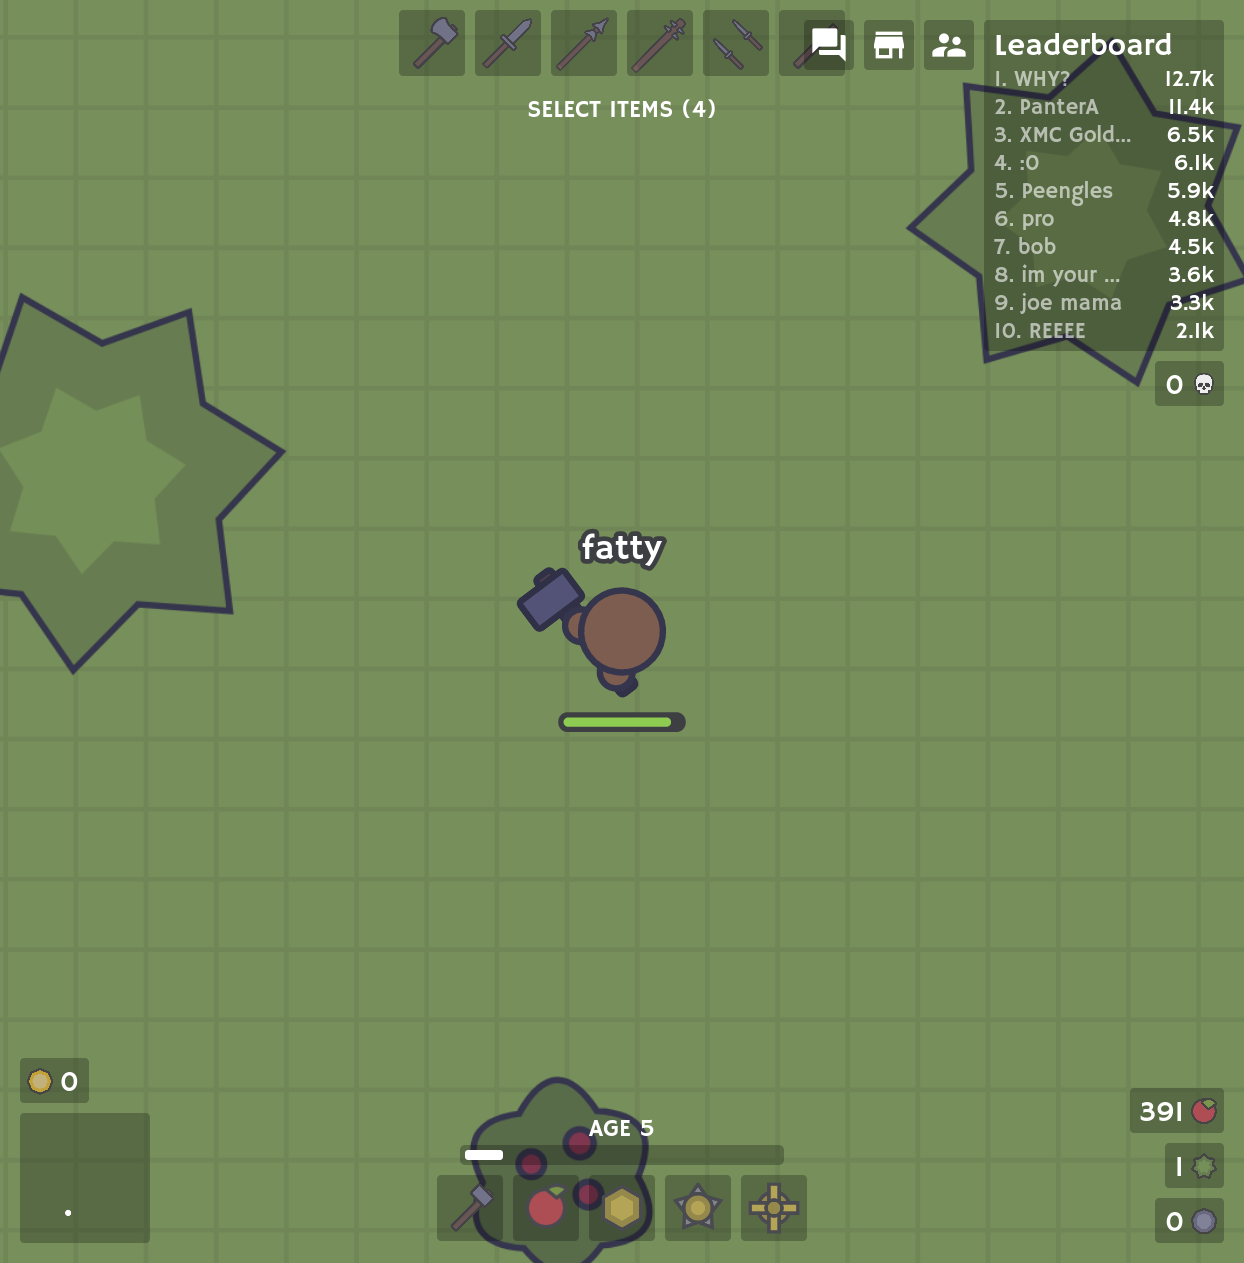 SELECT ITEMS (4)
Leaderboard
1. WHY? 12.7k
2. PanterA 11.4k
3. XMC Gold... 6.5k
4. :0 6.1k
5. Peengles 5.9k
6. pro 4.8k
7. bob 4.5k
8. im your ... 3.6k
9. joe mama 3.3k
10. REEEE 2.1k
0
fatty
0
AGE 5
391
1
0